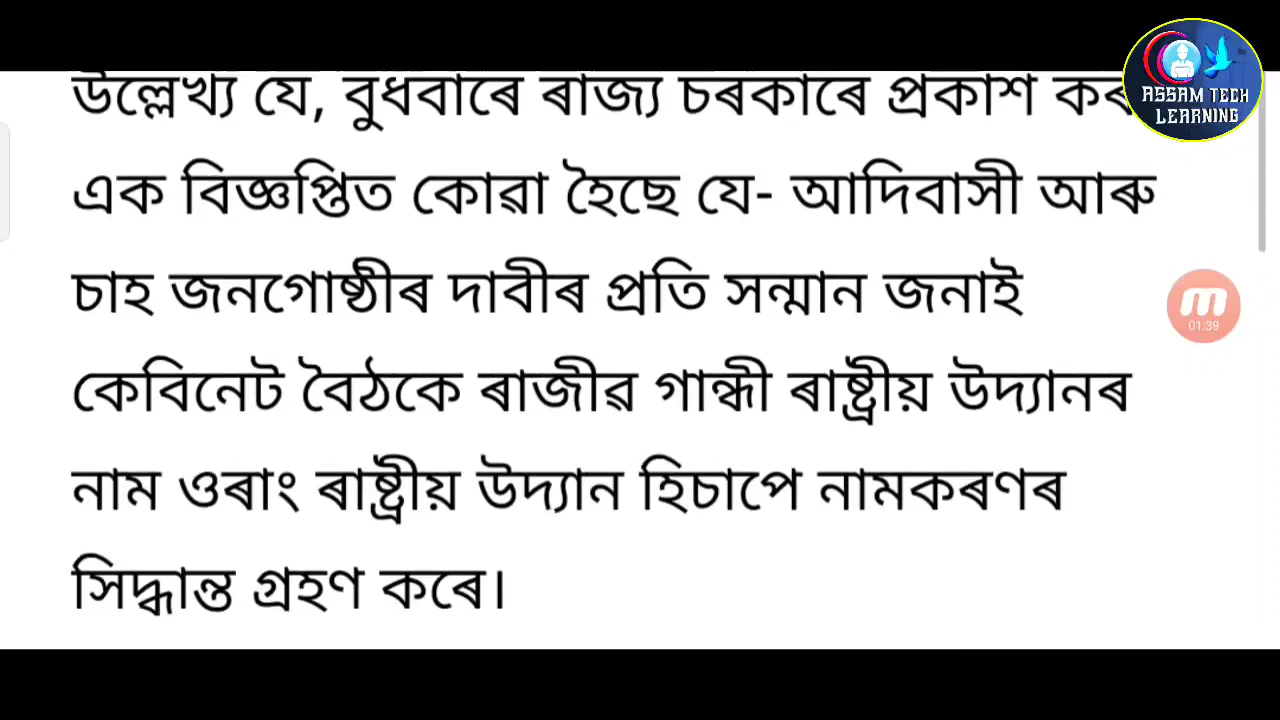 উল্লেখ্য যে, বুধবাৰে ৰাজ্য চৰকাৰে প্ৰকাশ
এক বিজ্ঞপ্তিত কোৱা হৈছে যে- আদিবাসী আৰু
চাহ জনগোষ্ঠীৰ দাবীৰ প্ৰতি সন্মান জনাই
কেবিনেট বৈঠকে ৰাজীৱ গান্ধী ৰাষ্ট্ৰীয় উদ্যানৰ
নাম ওৰাং ৰাষ্ট্ৰীয় উদ্যান হিচাপে নামকৰণৰ
সিদ্ধান্ত গ্ৰহণ কৰে।
ASSAM TECH
LEARNING
01:39